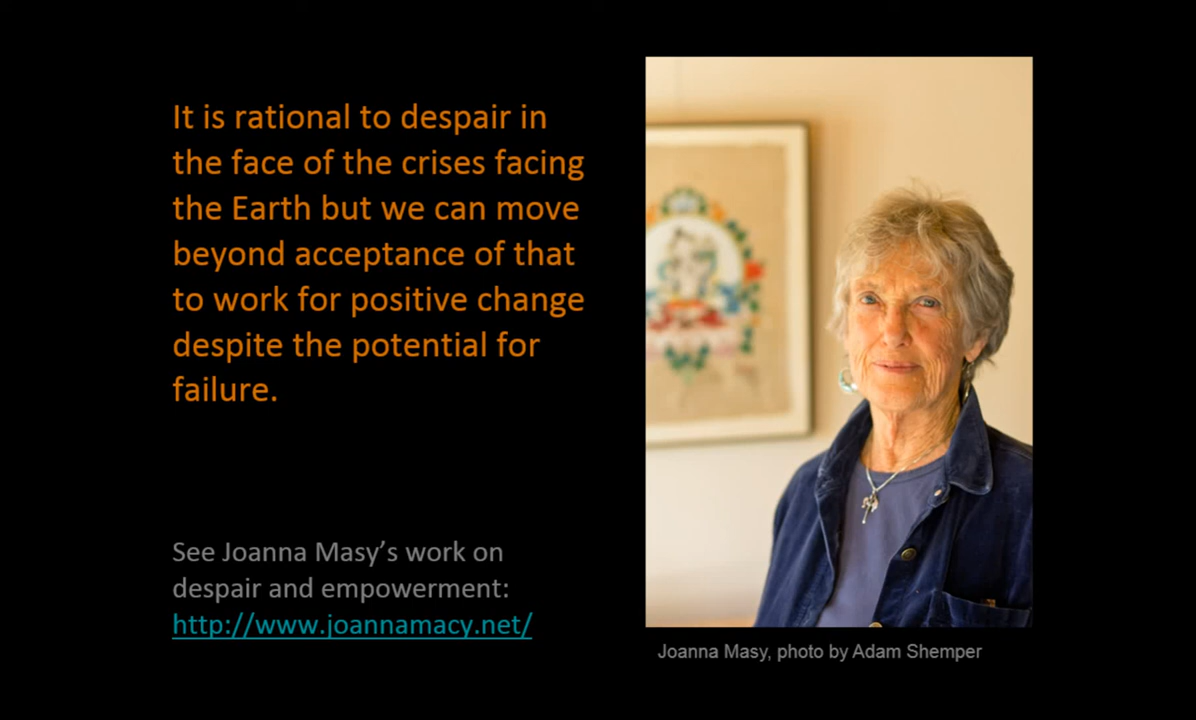 It is rational to despair in
the face of the crises facing
the Earth but we can move
beyond acceptance of that
to work for positive change
despite the potential for
failure.
See Joanna Masy’s work on
despair and empowerment:
http://www.joannamacy.net/
Joanna Masy, photo by Adam Shemper